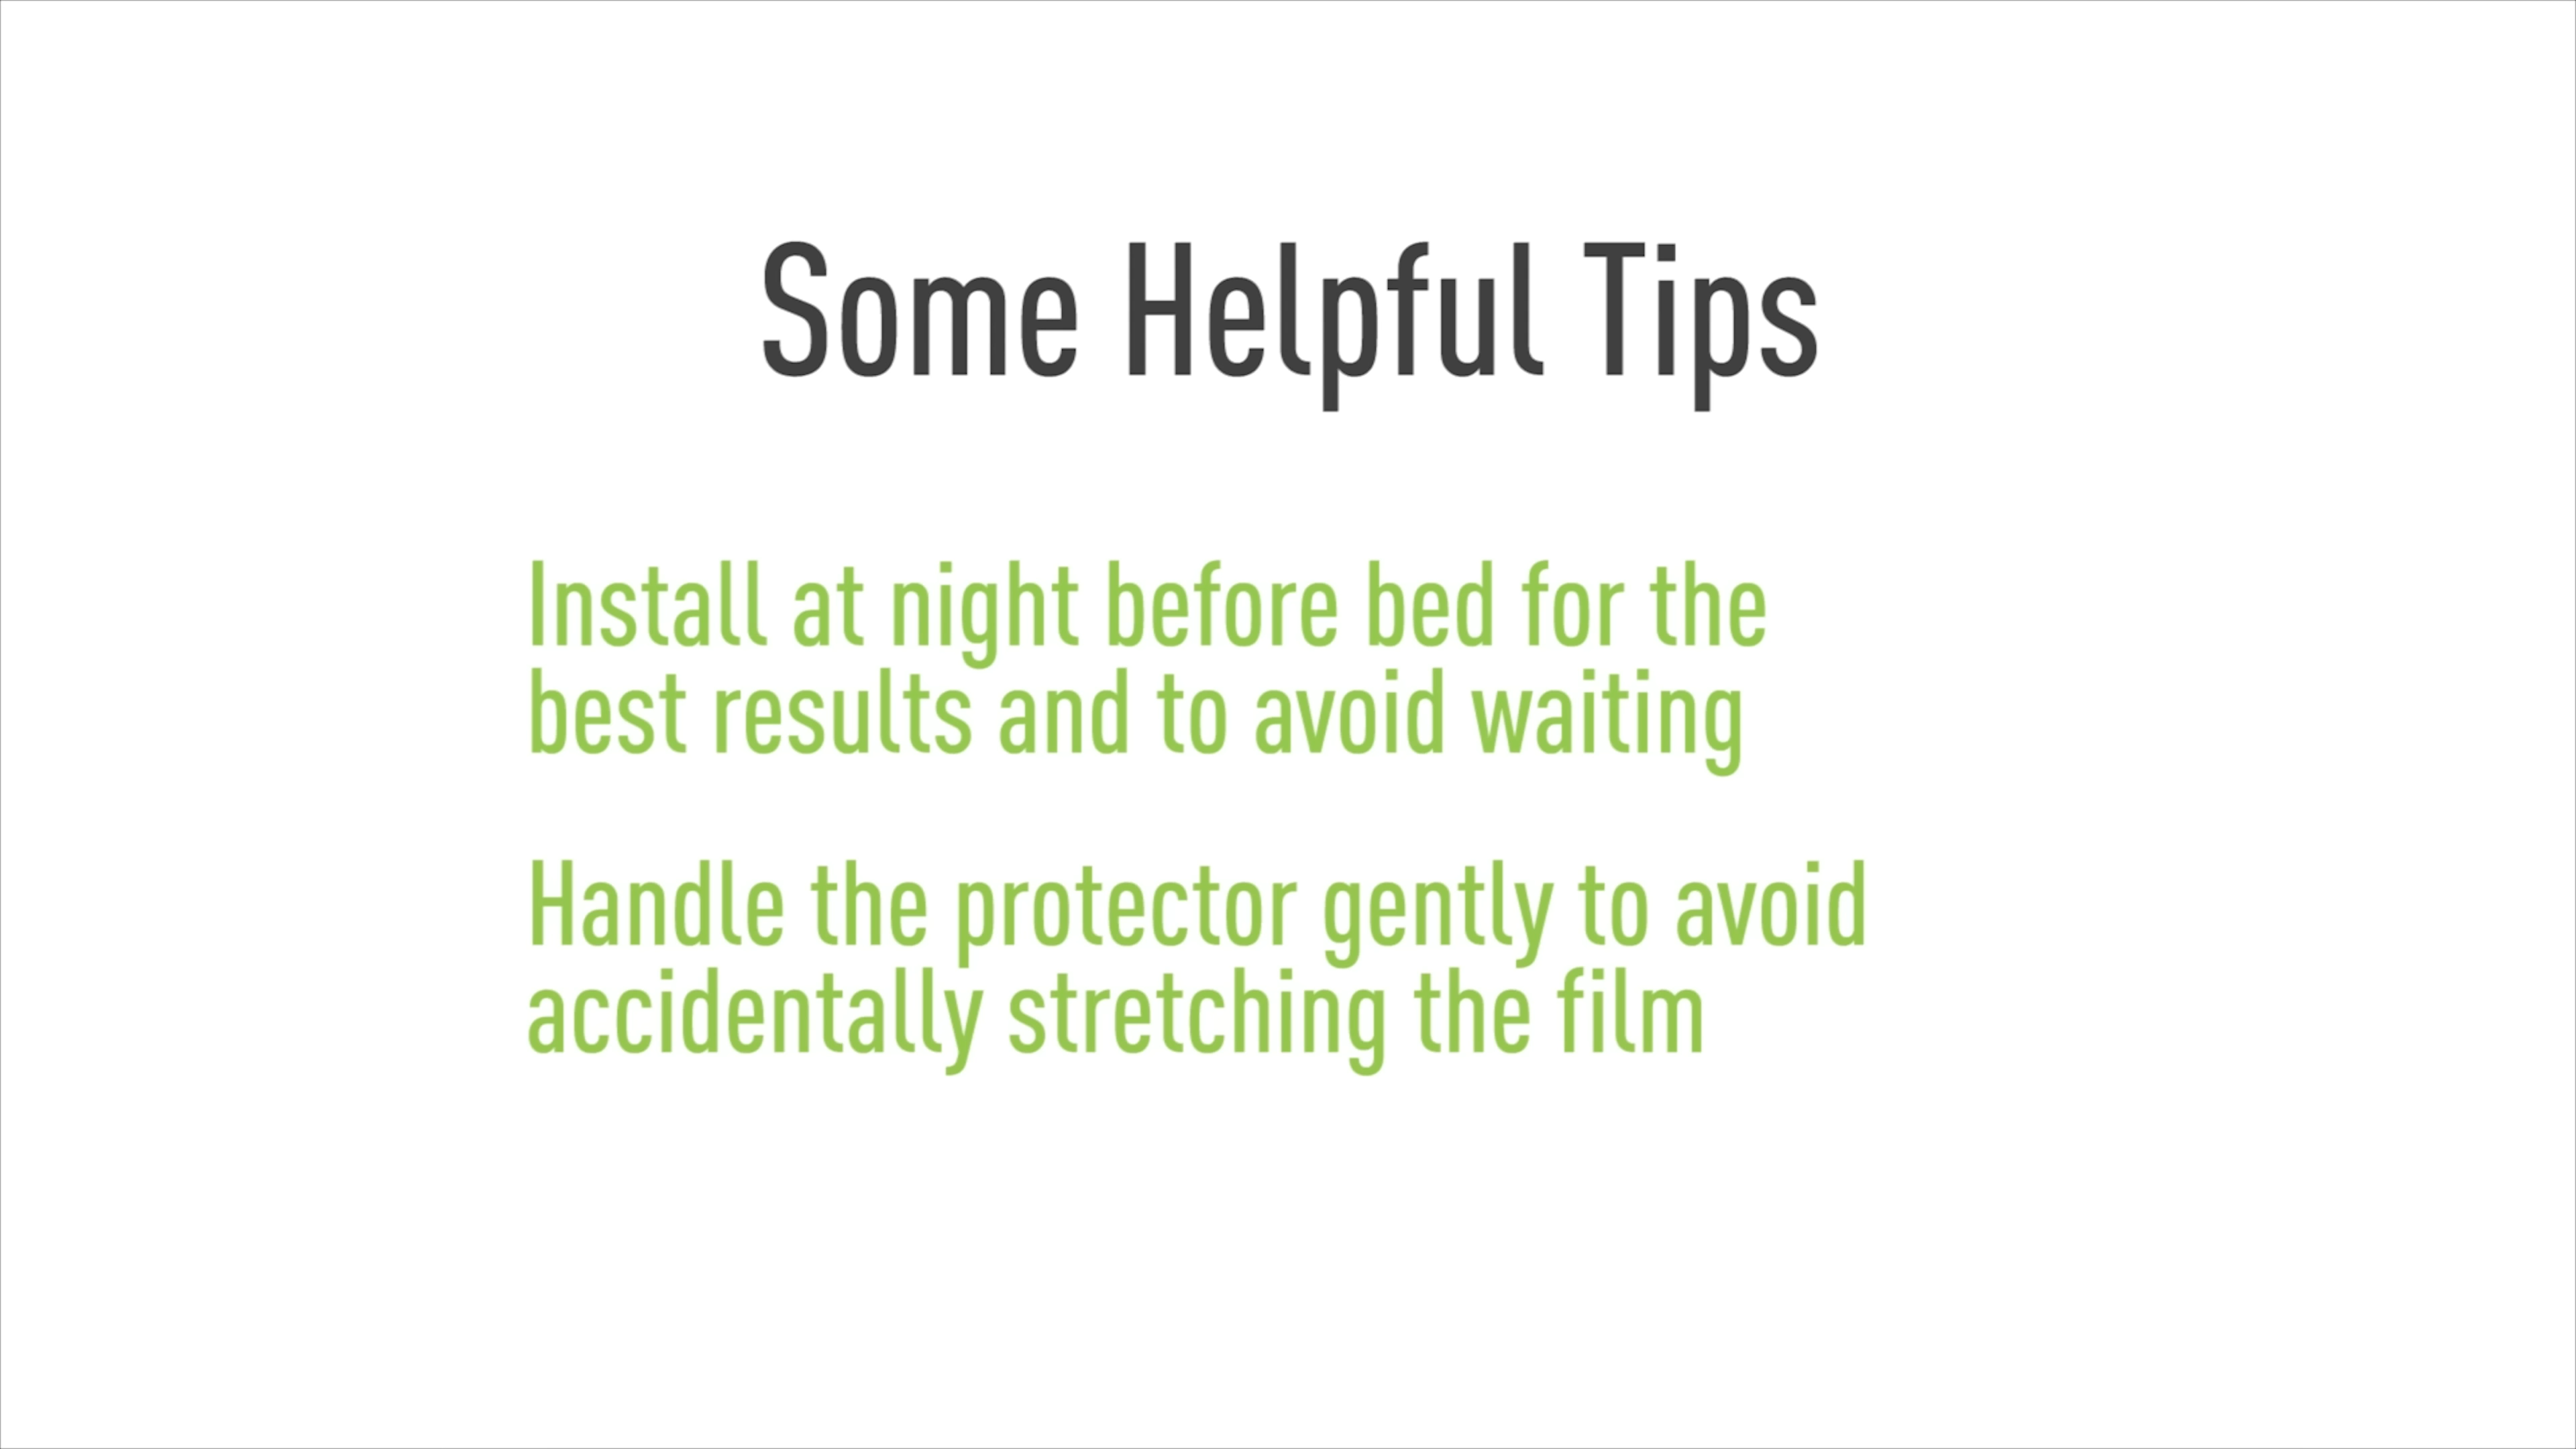 Some Helpful Tips
Install at night before bed for the
best results and to avoid waiting
Handle the protector gently to avoid
accidentally stretching the film